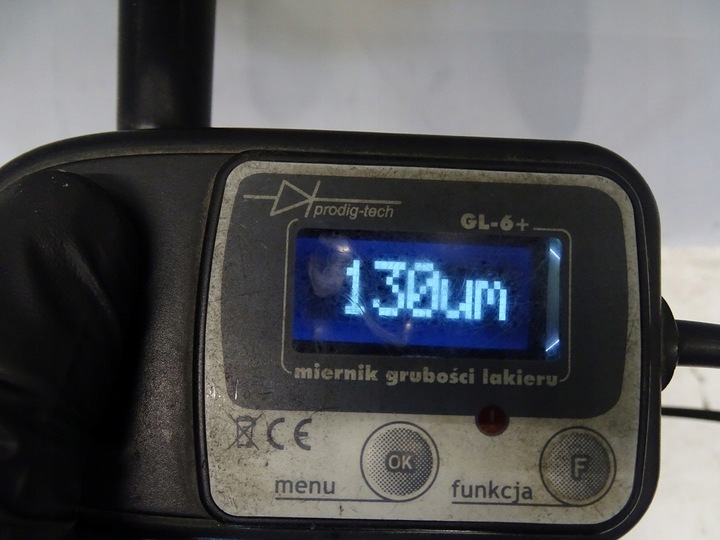 prodig-tech
GL-6+
130um
miernik grubości lakieru
CE
OK
F
menu
funkcja